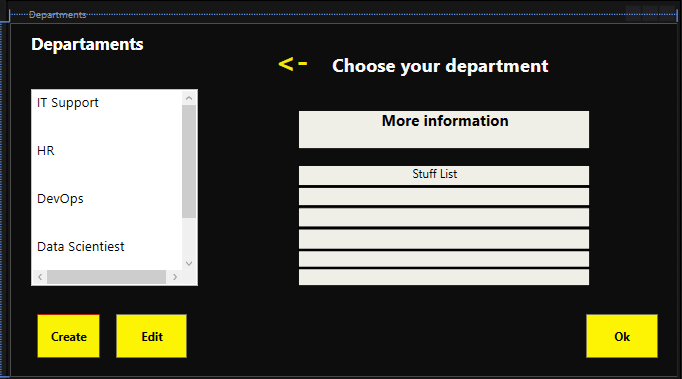 Departments
Departaments
<- Choose your department
IT Support
HR
DevOps
Data Scientiest
More information
Stuff List
Create
Edit
Ok